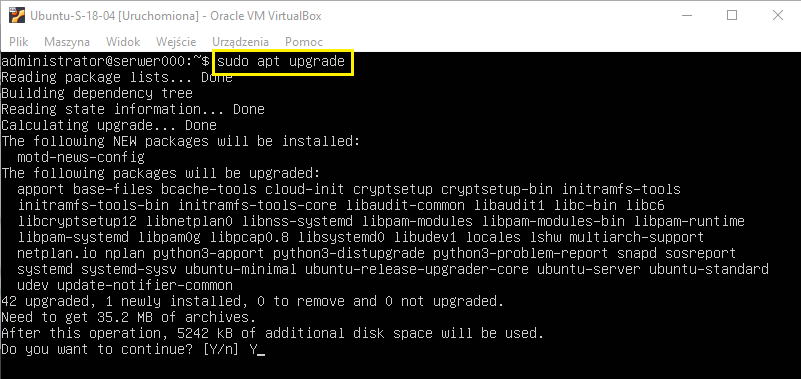 Ubuntu-S-18-04 [Uruchomiona] - Oracle VM VirtualBox
Plik Maszyna Widok Wejście Urządzenia Pomoc
administrator@serwer000:~$ sudo apt upgrade
Reading package lists... Done
Building dependency tree
Reading state information... Done
Calculating upgrade... Done
The following NEW packages will be installed:
motd-news-config
The following packages will be upgraded:
apport base-files bcache-tools cloud-init cryptsetup cryptsetup-bin initramfs-tools
initramfs-tools-bin initramfs-tools-core libaudit-common libaudit1 libc-bin libc6
libcryptsetup12 libnetplan0 libnss-systemd libpam-modules libpam-modules-bin libpam-runtime
libpam-systemd libpam0g libpcap0.8 libsystemd0 libudev1 locales lshw multiarch-support
netplan.io nplan python3-apport python3-distupgrade python3-problem-report snapd sosreport
systemd systemd-sysv ubuntu-minimal ubuntu-release-upgrader-core ubuntu-server ubuntu-standard
udev update-notifier-common
42 upgraded, 1 newly installed, 0 to remove and 0 not upgraded.
Need to get 35.2 MB of archives.
After this operation, 5242 kB of additional disk space will be used.
Do you want to continue? [Y/n] Y_